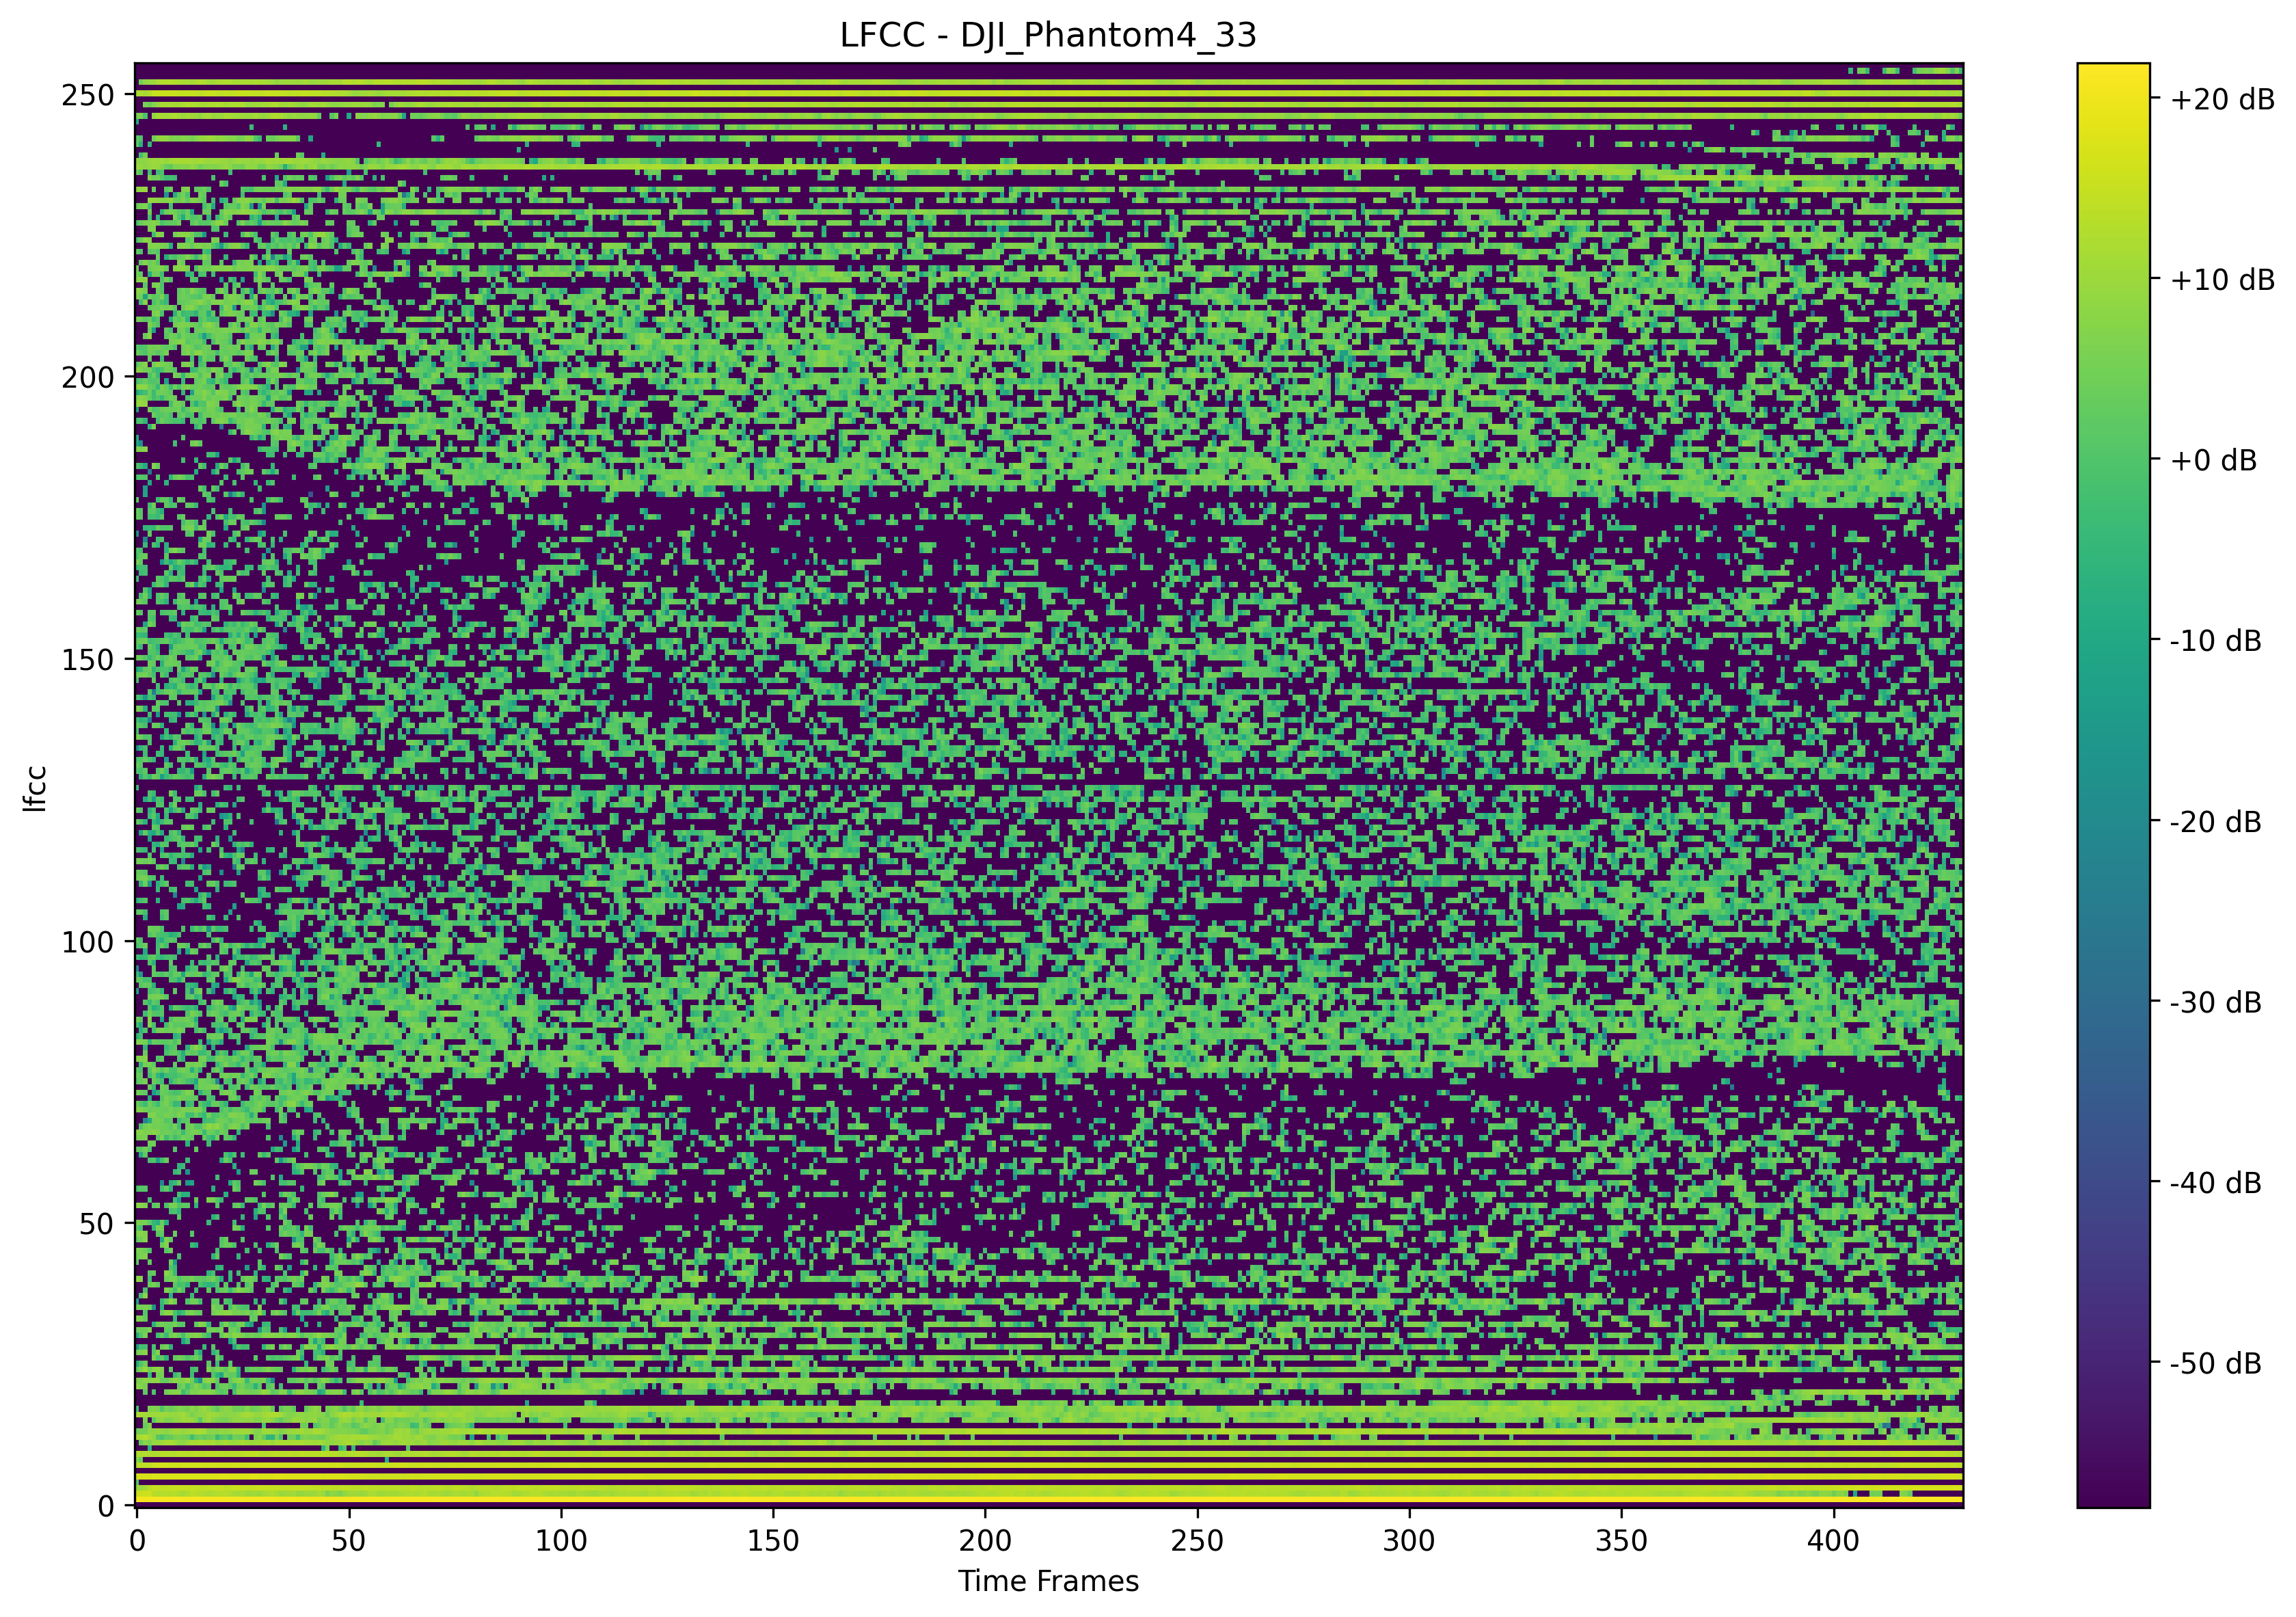 LFCC - DJI_Phantom4_33
250
200
150
100
50
0
lfcc
0 50 100 150 200 250 300 350 400
Time Frames
+20 dB
+10 dB
+0 dB
-10 dB
-20 dB
-30 dB
-40 dB
-50 dB